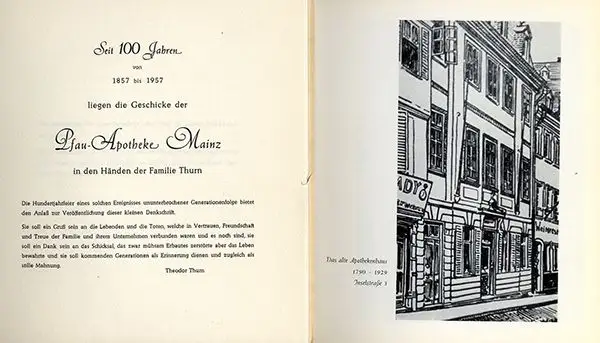 Seit 100 Jahren
von
1857 bis 1957
liegen die Geschicke der
Pfau-Apotheke Mainz
in den Händen der Familie Thurn
Die Hundertjahrfeier eines solchen Ereignisses ununterbrochener Generationenfolge bietet
den Anlaß zur Veröffentlichung dieser kleinen Denkschrift.
Sie soll ein Gruß sein an die Lebenden und die Toten, welche in Vertrauen, Freundschaft
und Treue der Familie und ihrem Unternehmen verbunden waren und es noch sind, sie
soll ein Dank sein an das Schicksal, das zwar mühsam Erbautes zerstörte aber das Leben
bewahrte und sie soll kommenden Generationen als Erinnerung dienen und zugleich als
stille Mahnung.
Theodor Thurn
Das alte Apothekenhaus
1790 - 1929
Inselstraße 1
ADY'S